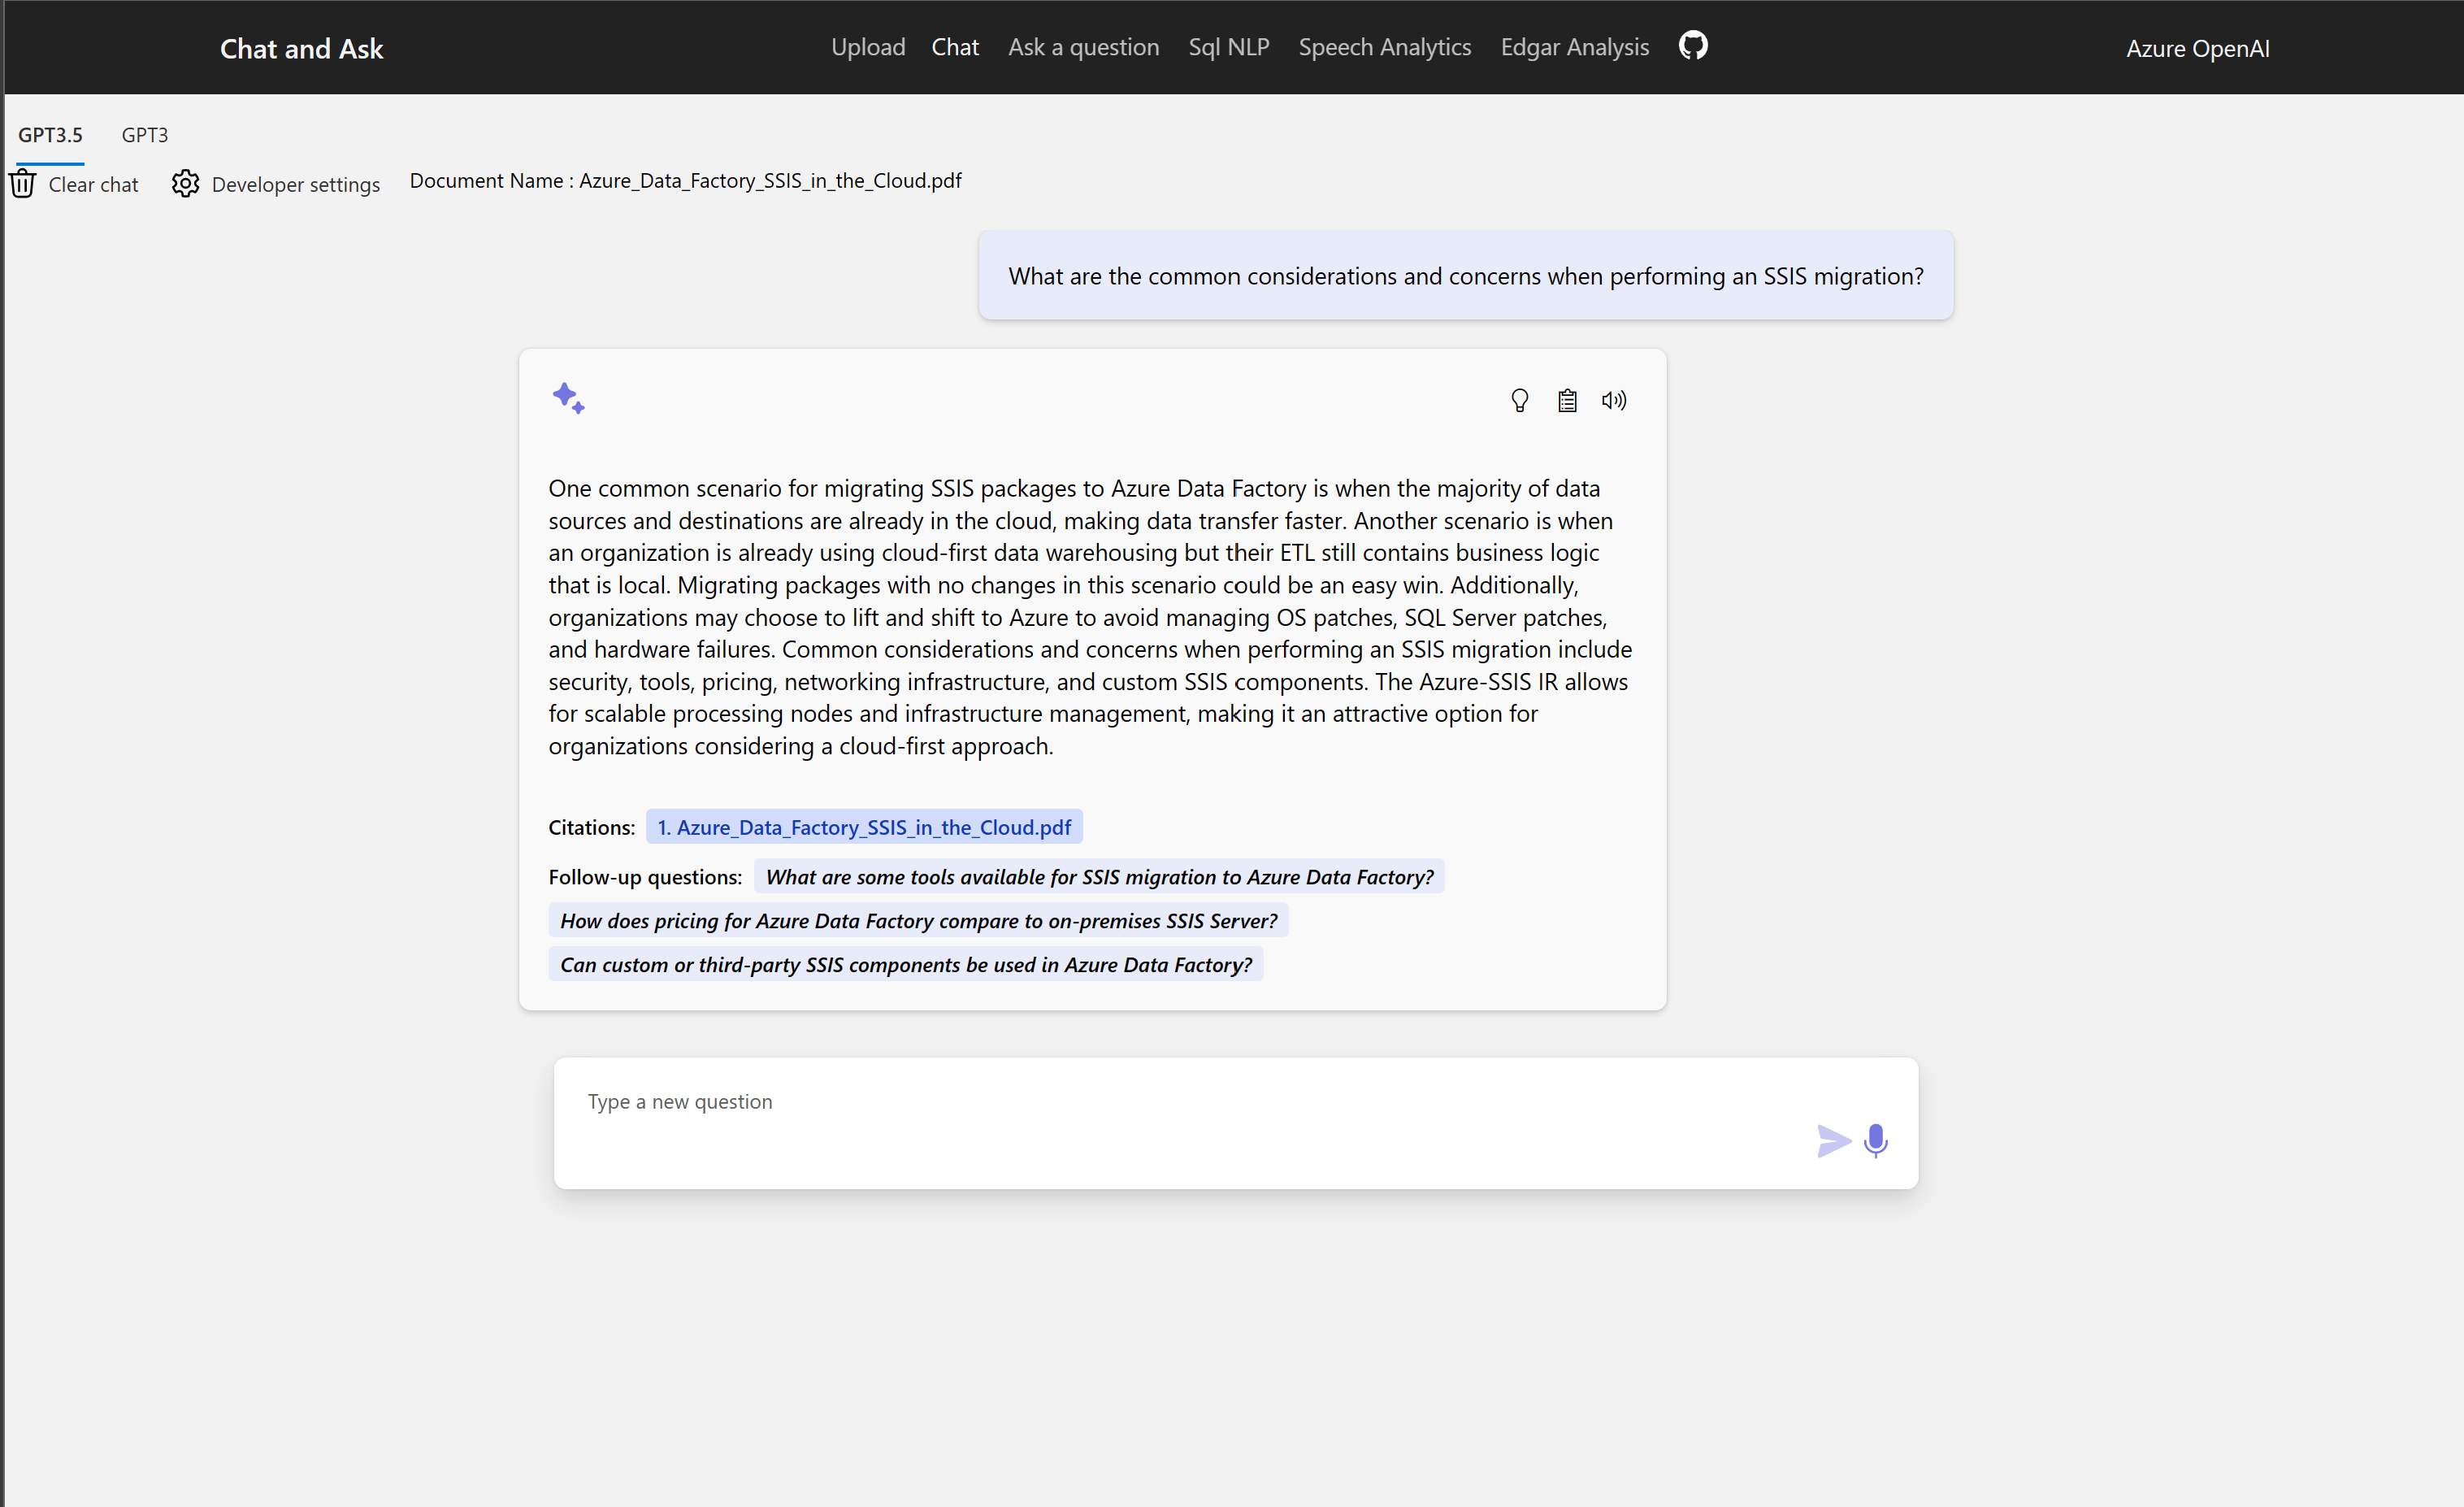 Chat and Ask
Upload Chat Ask a question Sql NLP Speech Analytics Edgar Analysis
Azure OpenAI
GPT3.5 GPT3
Clear chat Developer settings Document Name : Azure_Data_Factory_SSIS_in_the_Cloud.pdf
What are the common considerations and concerns when performing an SSIS migration?
One common scenario for migrating SSIS packages to Azure Data Factory is when the majority of data
sources and destinations are already in the cloud, making data transfer faster. Another scenario is when
an organization is already using cloud-first data warehousing but their ETL still contains business logic
that is local. Migrating packages with no changes in this scenario could be an easy win. Additionally,
organizations may choose to lift and shift to Azure to avoid managing OS patches, SQL Server patches,
and hardware failures. Common considerations and concerns when performing an SSIS migration include
security, tools, pricing, networking infrastructure, and custom SSIS components. The Azure-SSIS IR allows
for scalable processing nodes and infrastructure management, making it an attractive option for
organizations considering a cloud-first approach.
Citations: 1. Azure_Data_Factory_SSIS_in_the_Cloud.pdf
Follow-up questions: What are some tools available for SSIS migration to Azure Data Factory?
How does pricing for Azure Data Factory compare to on-premises SSIS Server?
Can custom or third-party SSIS components be used in Azure Data Factory?
Type a new question